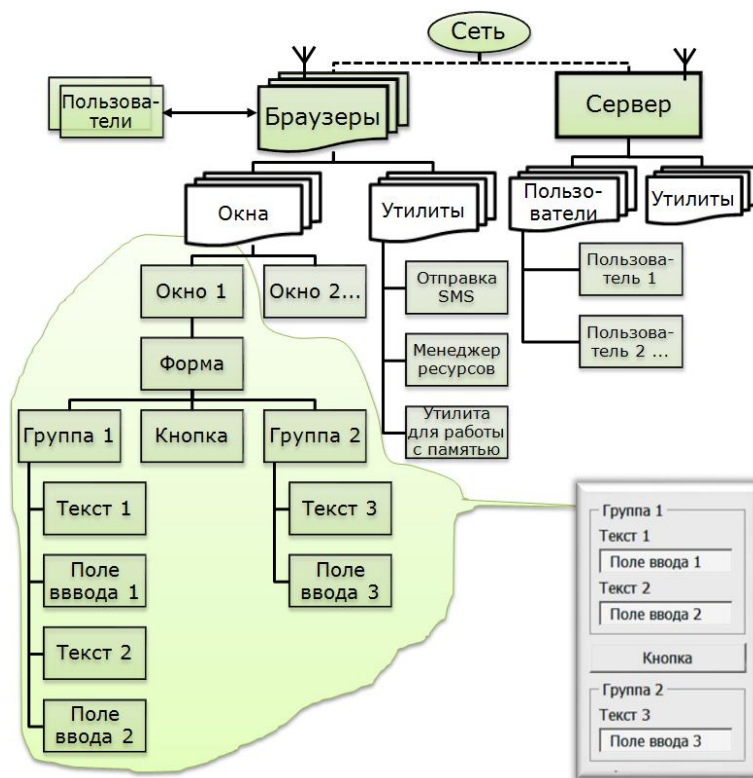 Сеть
Пользова-
тели
Браузеры
Сервер
Окна
Утилиты
Пользо-
ватели
Утилиты
Окно 1
Окно 2...
Отправка
SMS
Пользова-
тель 1
Форма
Менеджер
ресурсов
Пользова-
тель 2 ...
Группа 1
Кнопка
Группа 2
Утилита
для работы
с памятью
Текст 1
Текст 3
Поле
вввода 1
Поле
ввода 3
Текст 2
Поле
ввода 2
Группа 1
Текст 1
Поле ввода 1
Текст 2
Поле ввода 2
Кнопка
Группа 2
Текст 3
Поле ввода 3